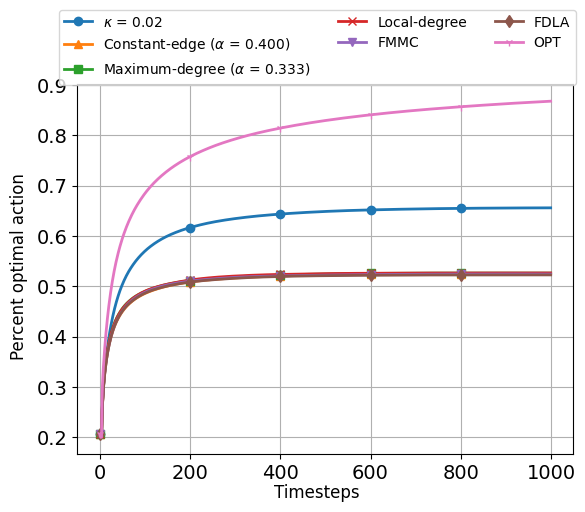 κ = 0.02
Constant-edge (α = 0.400)
Maximum-degree (α = 0.333)
Local-degree
FMMC
FDLA
OPT
Percent optimal action
0.9
0.8
0.7
0.6
0.5
0.4
0.3
0.2
0 200 400 600 800 1000
Timesteps